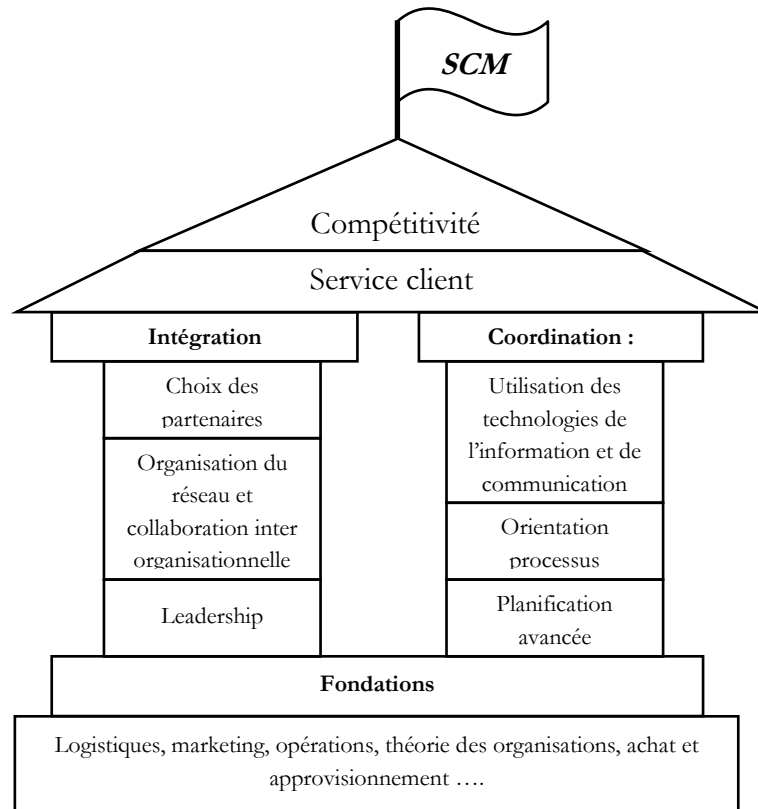 SCM
Compétitivité
Service client
Intégration
Choix des
partenaires
Organisation du
réseau et
collaboration inter
organisationnelle
Leadership
Coordination :
Utilisation des
technologies de
l'information et de
communication
Orientation
processus
Planification
avancée
Fondations
Logistiques, marketing, opérations, théorie des organisations, achat et
approvisionnement ….